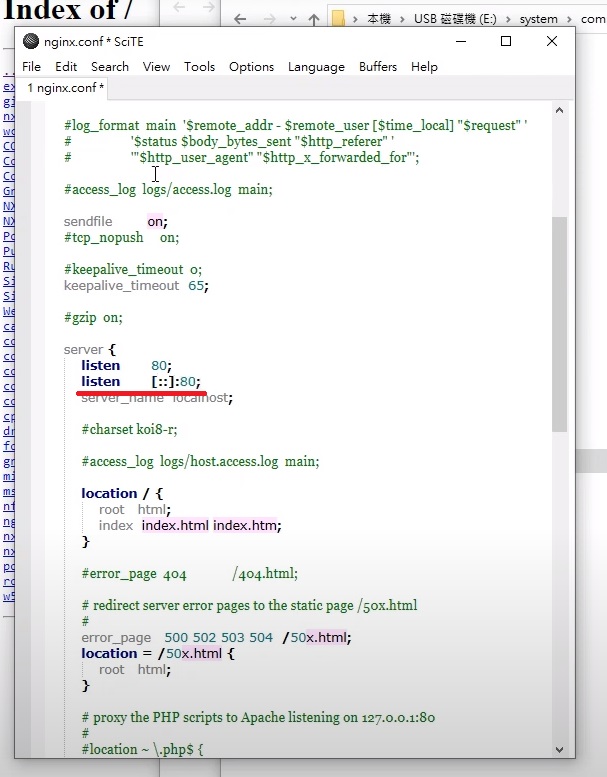 Index of /
本機 > USB 磁碟機 (E:) > system > com
nginx.conf * SciTE
File Edit Search View Tools Options Language Buffers Help
1 nginx.conf *
#log_format main '$remote_addr - $remote_user [$time_local] "$request" '
# '$status $body_bytes_sent "$http_referer" '
# '"$http_user_agent" "$http_x_forwarded_for"';
#access_log logs/access.log main;
sendfile on;
#tcp_nopush on;
#keepalive_timeout 0;
keepalive_timeout 65;
#gzip on;
server {
listen 80;
listen [::]:80;
server_name localhost;
#charset koi8-r;
#access_log logs/host.access.log main;
location / {
root html;
index index.html index.htm;
}
#error_page 404 /404.html;
# redirect server error pages to the static page /50x.html
#
error_page 500 502 503 504 /50x.html;
location = /50x.html {
root html;
}
# proxy the PHP scripts to Apache listening on 127.0.0.1:80
#
#location ~ \.php$ {